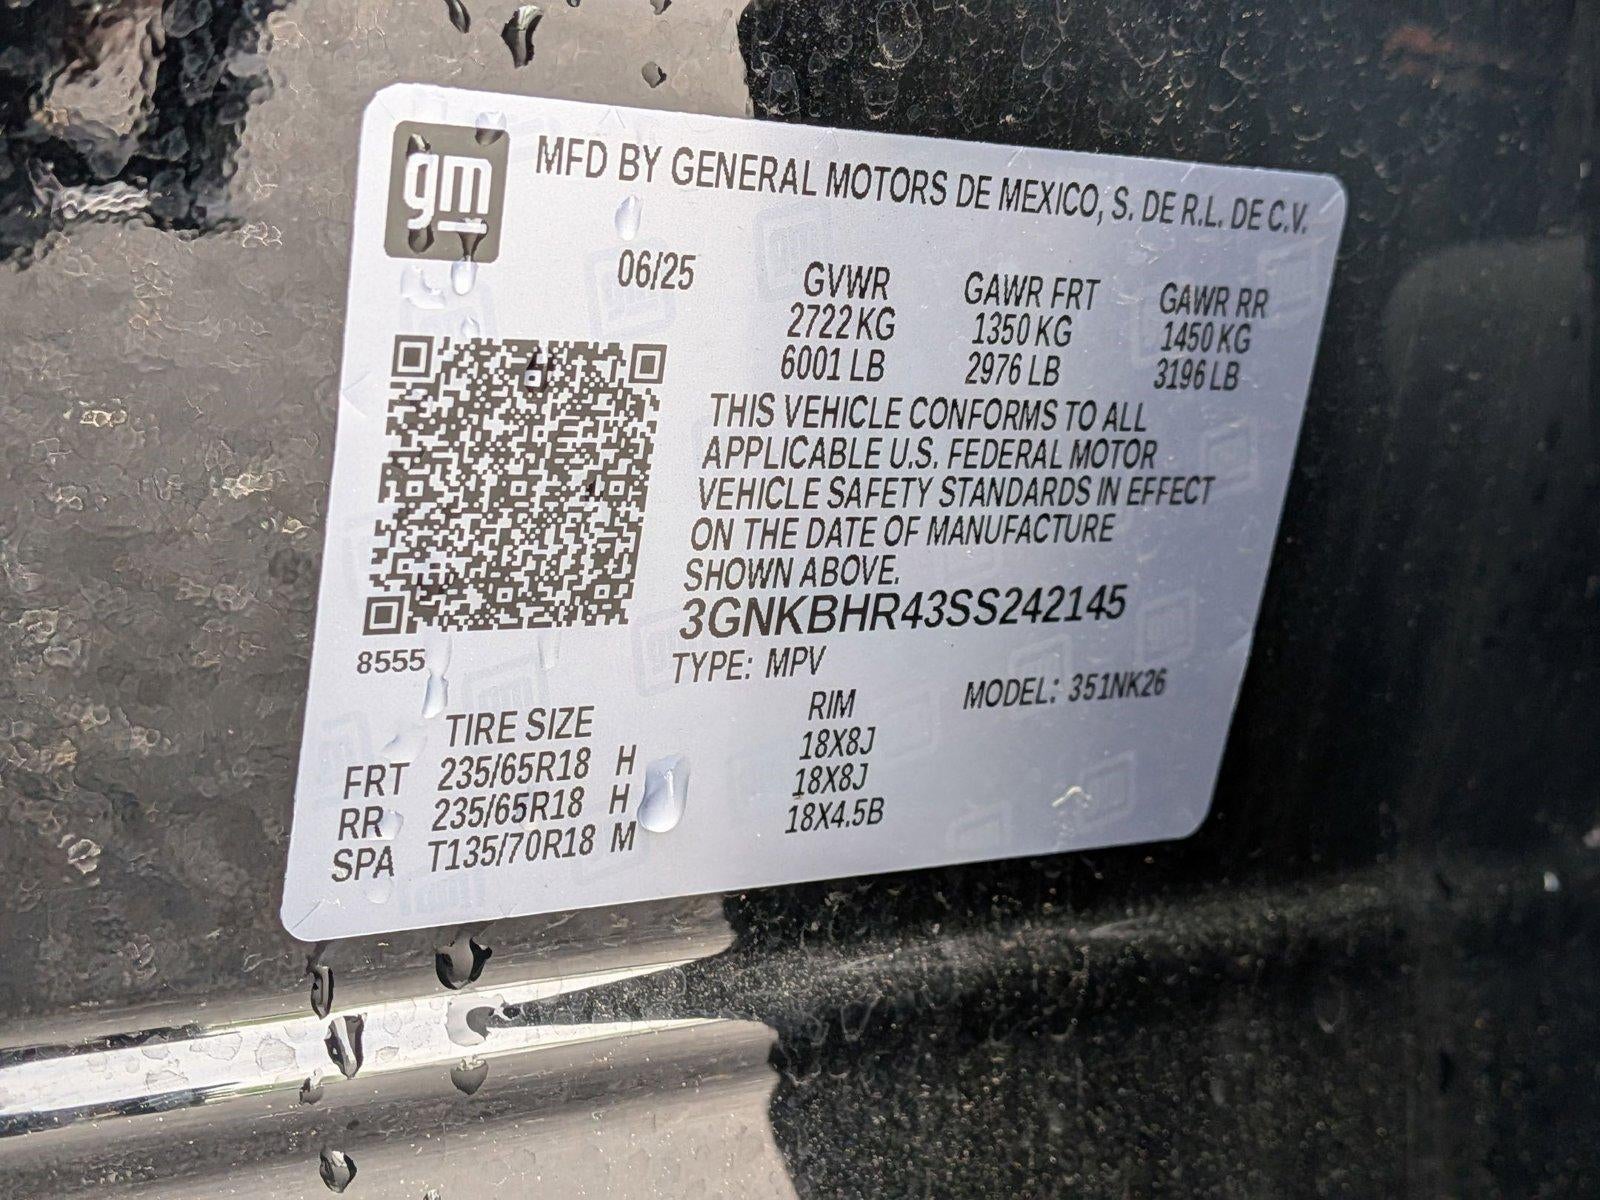 gm
MFD BY GENERAL MOTORS DE MEXICO, S. DE R.L. DE C.V.
06/25
GVWR GAWR FRT GAWR RR
2722 KG 1350 KG 1450 KG
6001 LB 2976 LB 3196 LB
THIS VEHICLE CONFORMS TO ALL
APPLICABLE U.S. FEDERAL MOTOR
VEHICLE SAFETY STANDARDS IN EFFECT
ON THE DATE OF MANUFACTURE
SHOWN ABOVE.
3GNKBHR43SS242145
8555
TYPE: MPV MODEL: 351NK26
TIRE SIZE RIM
FRT 235/65R18 H 18X8J
RR 235/65R18 H 18X8J
SPA T135/70R18 M 18X4.5B